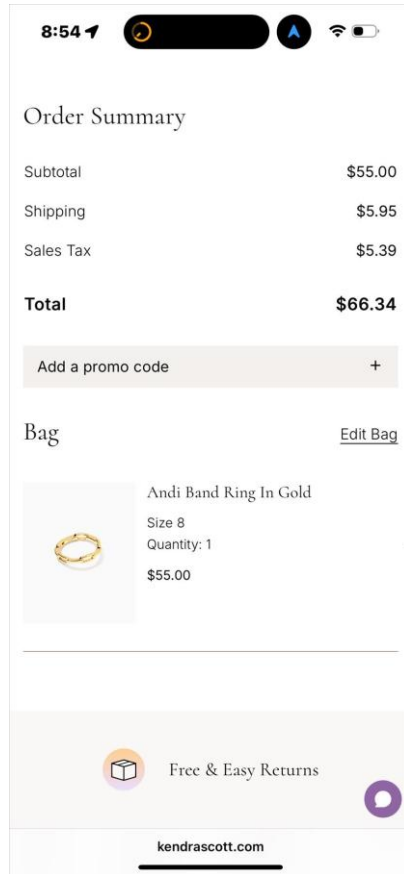 8:54
Order Summary
Subtotal $55.00
Shipping $5.95
Sales Tax $5.39
Total $66.34
Add a promo code +
Bag Edit Bag
Andi Band Ring In Gold
Size 8
Quantity: 1
$55.00
Free & Easy Returns
kendrascott.com